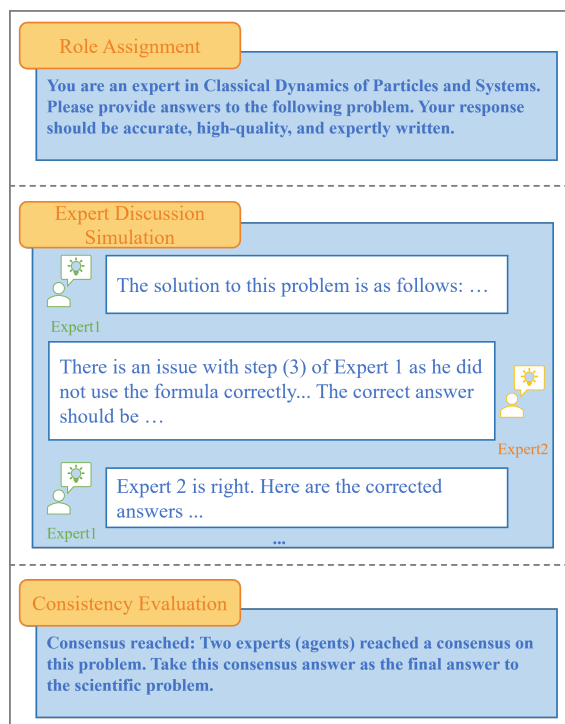 Role Assignment
You are an expert in Classical Dynamics of Particles and Systems.
Please provide answers to the following problem. Your response
should be accurate, high-quality, and expertly written.
Expert Discussion
Simulation
The solution to this problem is as follows: …
Expert1
There is an issue with step (3) of Expert 1 as he did
not use the formula correctly... The correct answer
should be …
Expert2
Expert 2 is right. Here are the corrected
answers ...
Expert1
...
Consistency Evaluation
Consensus reached: Two experts (agents) reached a consensus on
this problem. Take this consensus answer as the final answer to
the scientific problem.